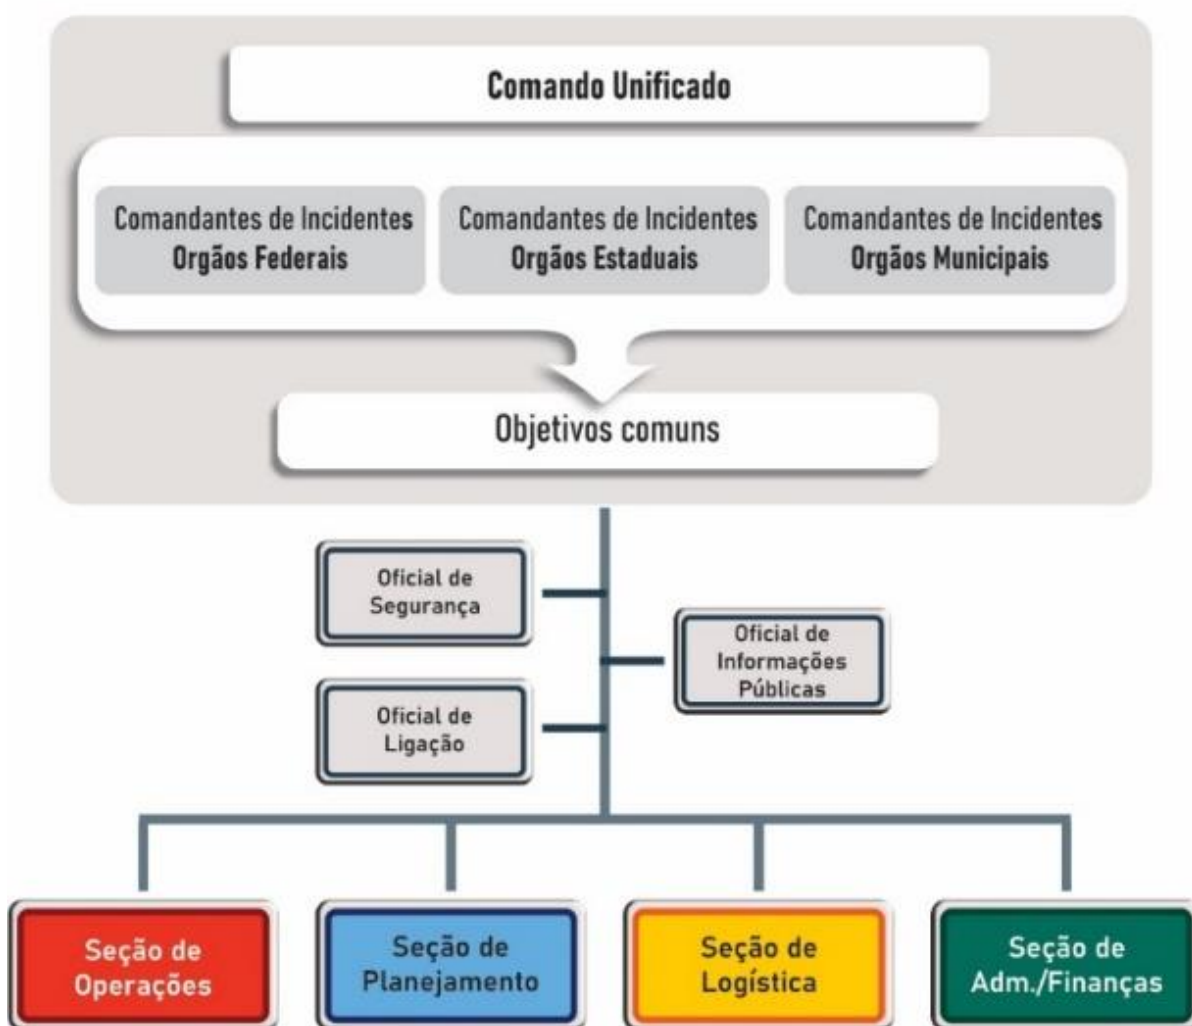 Comando Unificado
Comandantes de Incidentes
Orgãos Federais
Comandantes de Incidentes
Orgãos Estaduais
Comandantes de Incidentes
Orgãos Municipais
Objetivos comuns
Oficial de
Segurança
Oficial de
Informações
Públicas
Oficial de
Ligação
Seção de
Operações
Seção de
Planejamento
Seção de
Logística
Seção de
Adm./Finanças